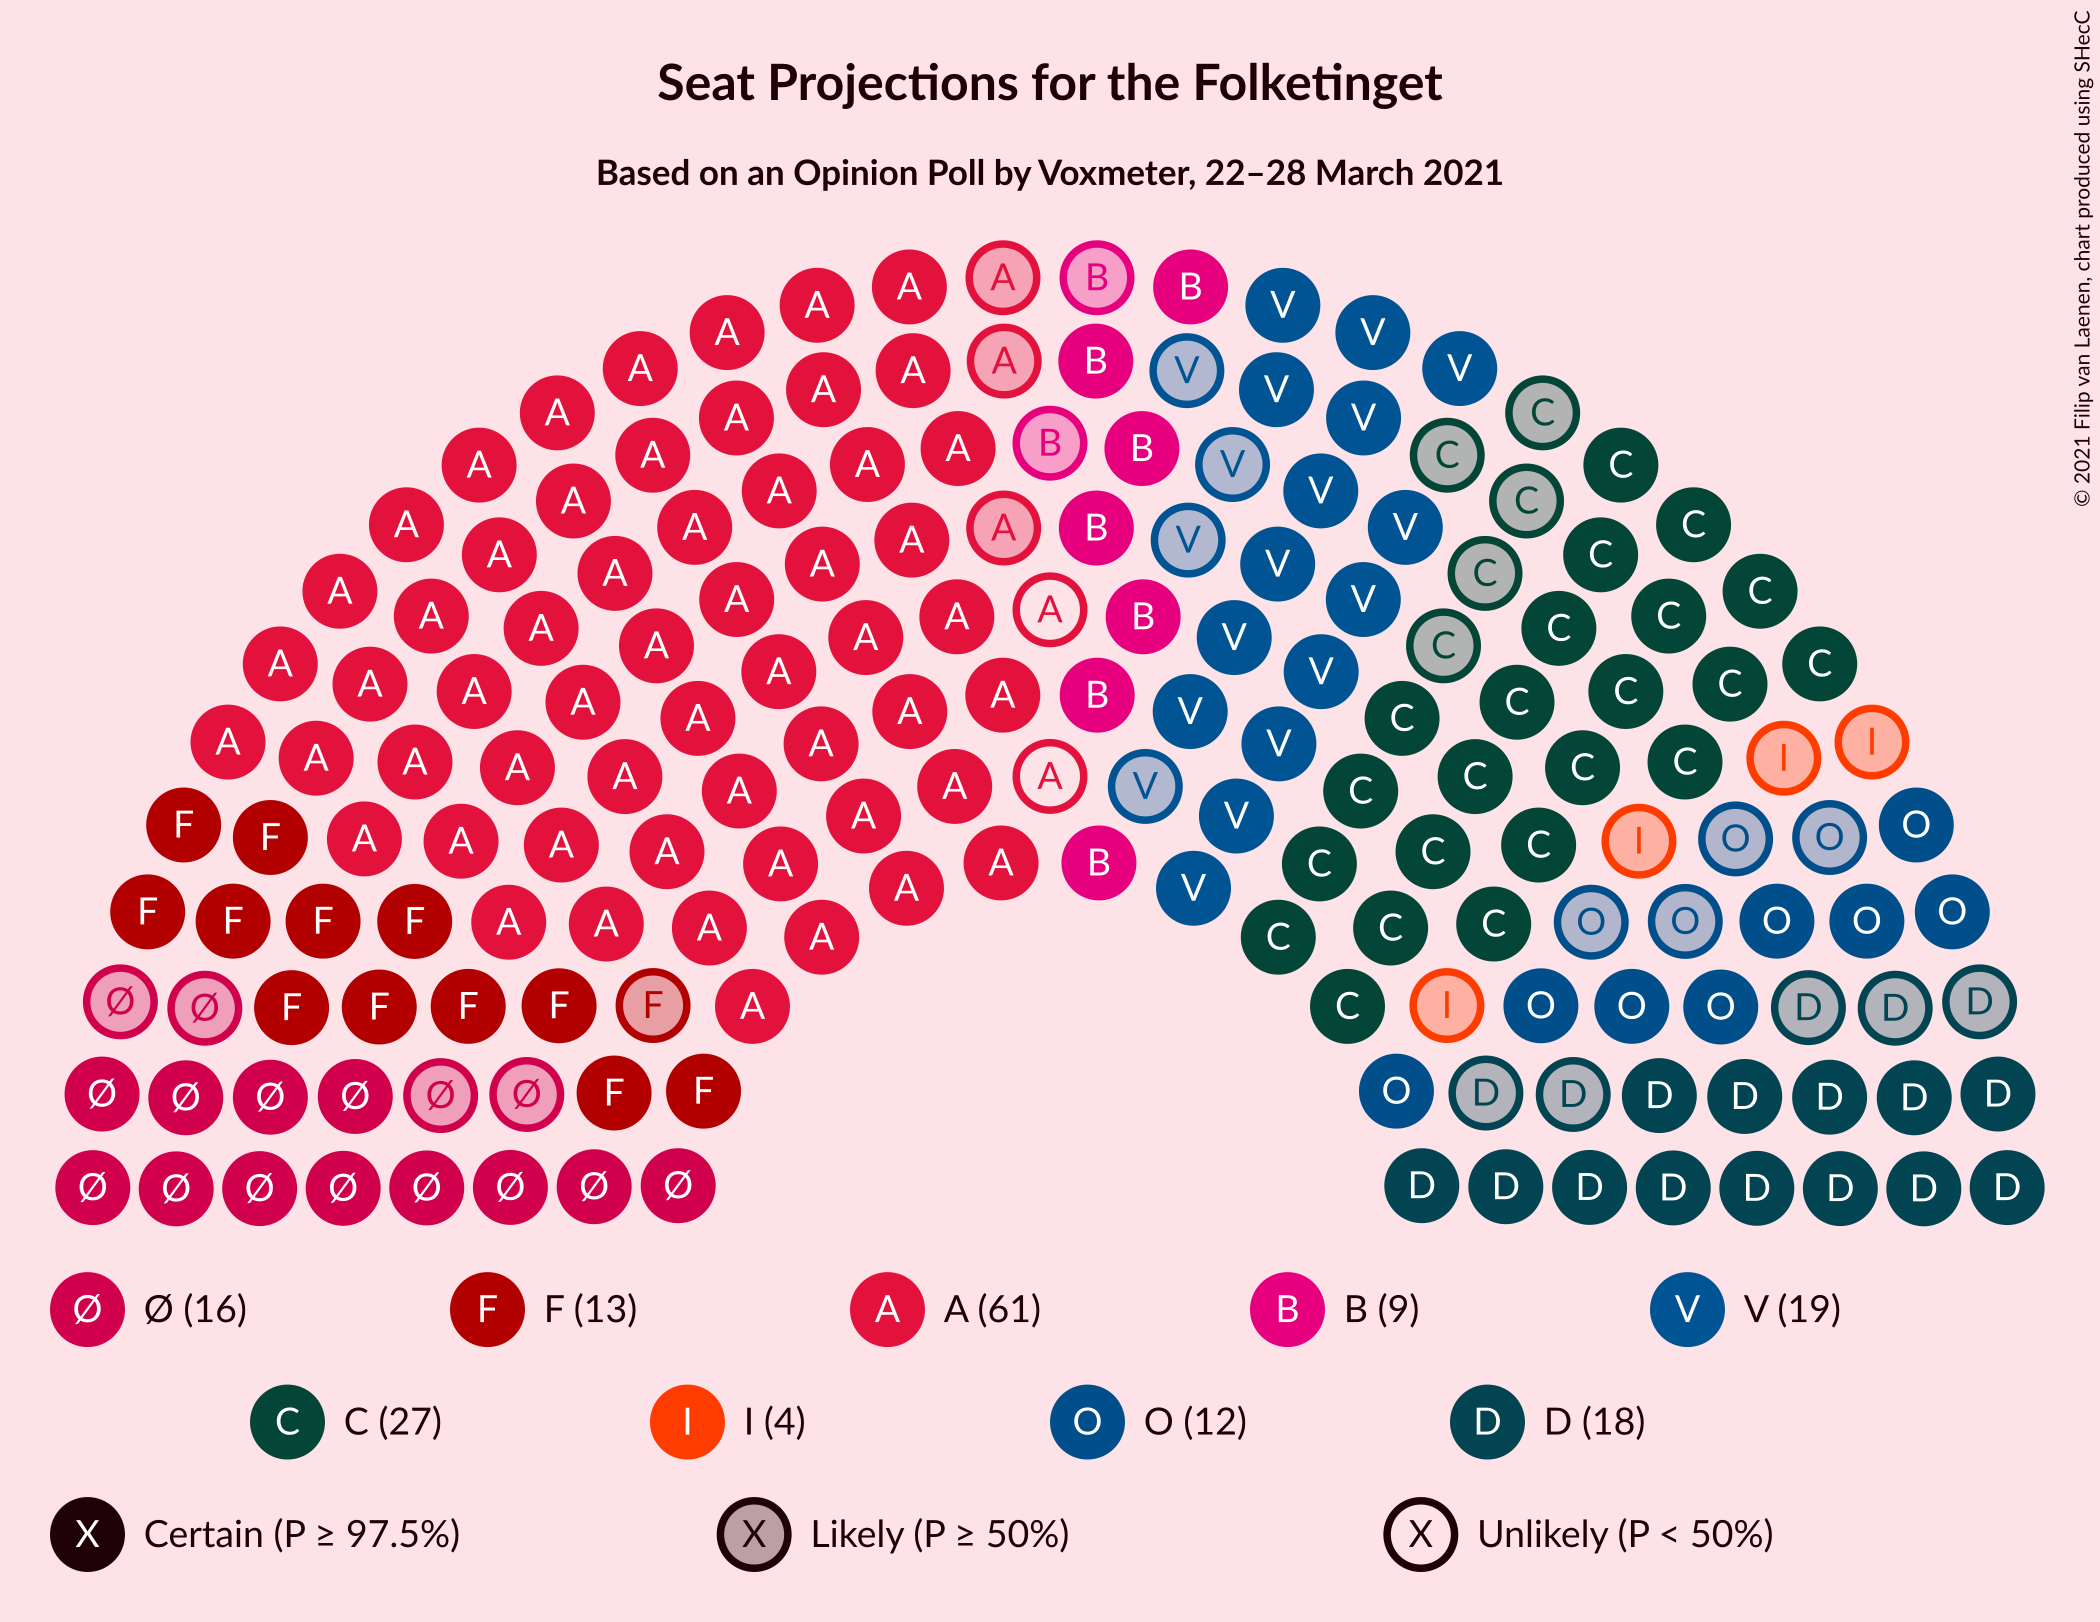 Seat Projections for the Folketinget
Based on an Opinion Poll by Voxmeter, 22–28 March 2021
© 2021 Filip van Laenen, chart produced using SHecC
A A B B V
A A V V
A A A B V V V
A A A B V C
A A A A V C
A A A B V V C C
A A A V C C
A A A A B V V C C
A A A V C C
A A A A A B V V C C
A A A V C C
A A A A A B V C C
A A A A V C C
A A A A A B V V C C C
A A A A V C C
F A A A A A A V V C C C I I
F A A A A A A B V C C C I O O O
F F F F A A A A C C C O O O O O
Ø Ø F F F F F A C I O O O D D D
Ø Ø Ø Ø Ø Ø F F O D D D D D D D
Ø Ø Ø Ø Ø Ø Ø Ø D D D D D D D D
Ø Ø (16) F F (13) A A (61) B B (9) V V (19)
C C (27) I I (4) O O (12) D D (18)
X Certain (P ≥ 97.5%) X Likely (P ≥ 50%) X Unlikely (P < 50%)